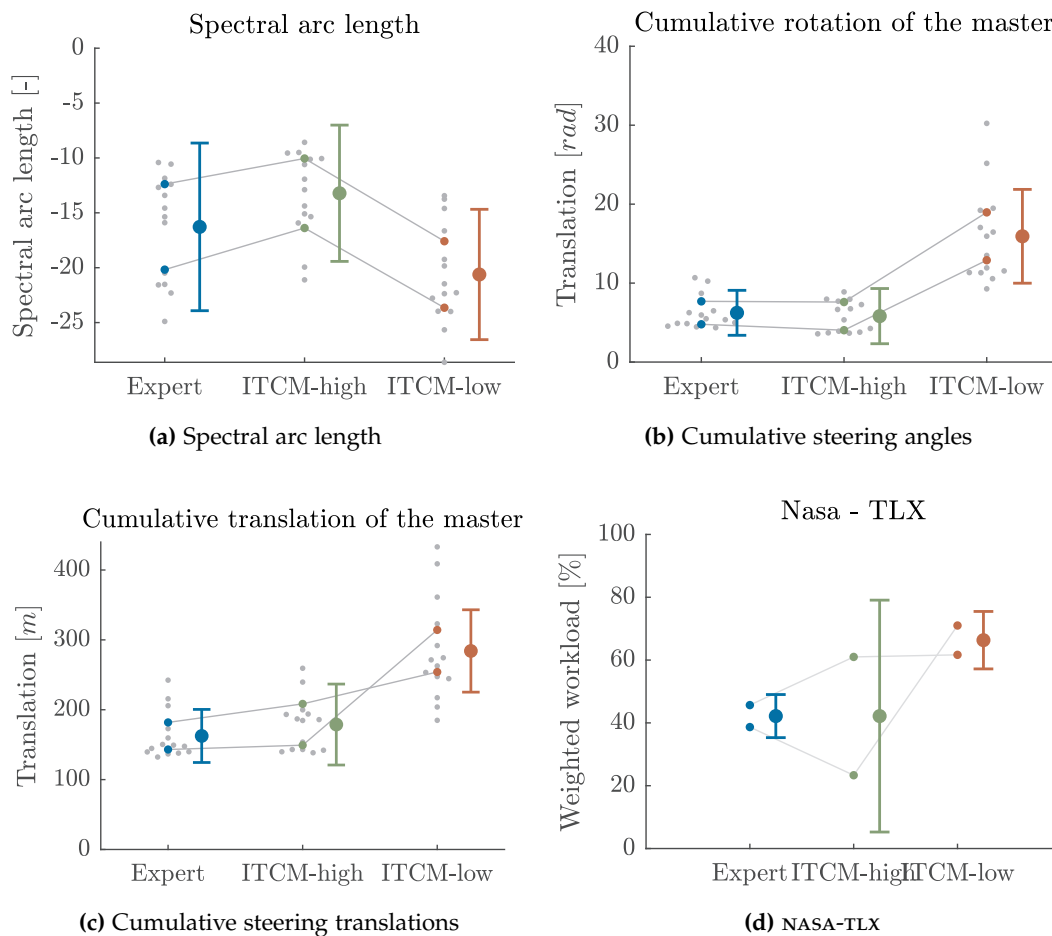 Spectral arc length
Spectral arc length [-]
0
-5
-10
-15
-20
-25
Expert ITCM-high ITCM-low
(a) Spectral arc length
Cumulative rotation of the master
Translation [rad]
40
30
20
10
0
Expert ITCM-high ITCM-low
(b) Cumulative steering angles
Cumulative translation of the master
Translation [m]
400
300
200
100
0
Expert ITCM-high ITCM-low
(c) Cumulative steering translations
Nasa - TLX
Weighted workload [%]
100
80
60
40
20
0
Expert ITCM-high ITCM-low
(d) NASA-TLX